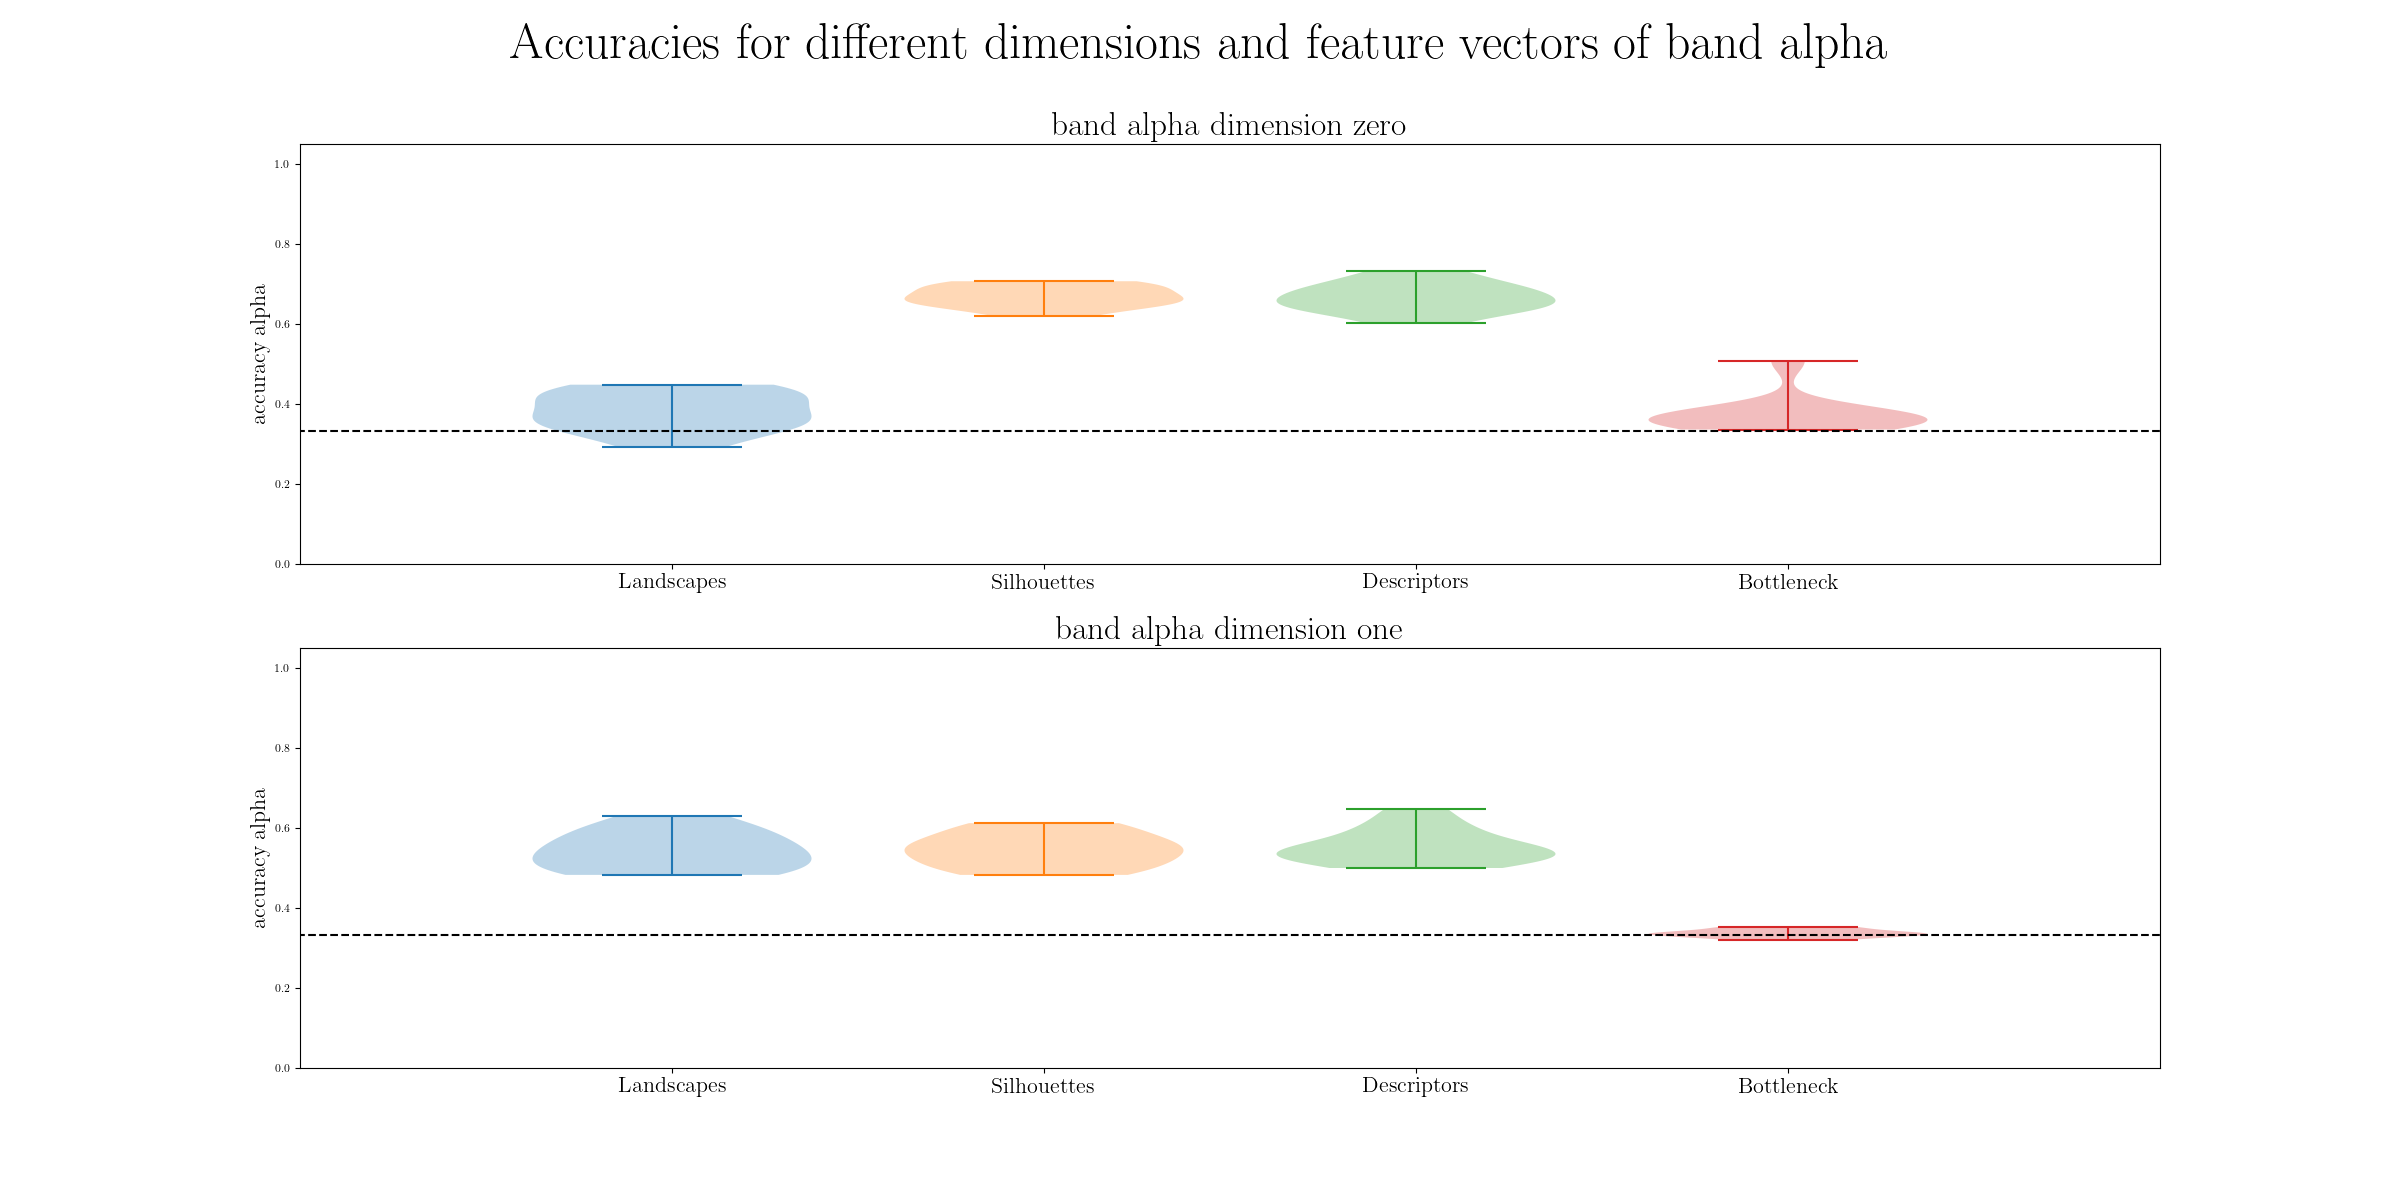 Accuracies for different dimensions and feature vectors of band alpha
band alpha dimension zero
1.0
0.8
0.6
0.4
0.2
0.0
accuracy alpha
Landscapes Silhouettes Descriptors Bottleneck
band alpha dimension one
1.0
0.8
0.6
0.4
0.2
0.0
accuracy alpha
Landscapes Silhouettes Descriptors Bottleneck